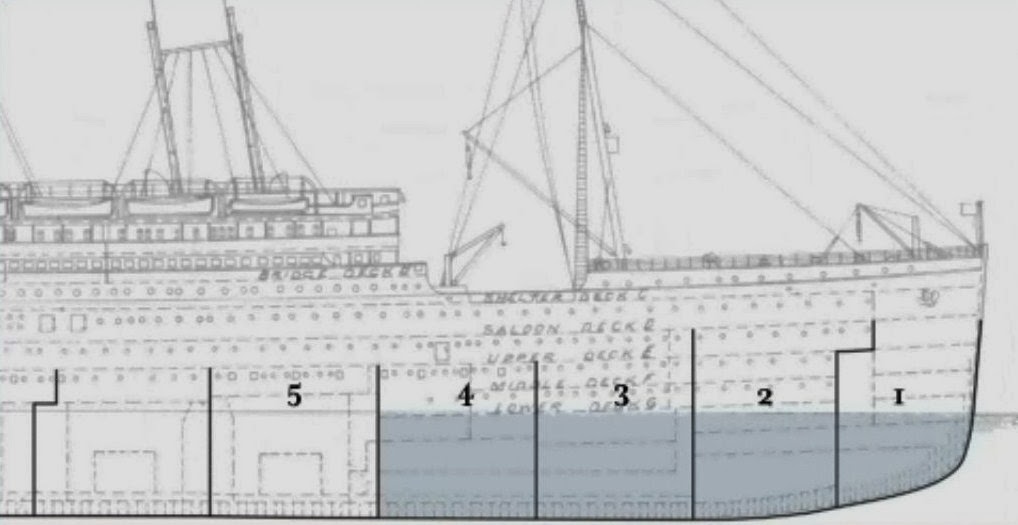 BRIDGE DECK B
SHELTER DECK C
SALOON DECK D
UPPER DECK E
MIDDLE DECK F
LOWER DECK G
5 4 3 2 1